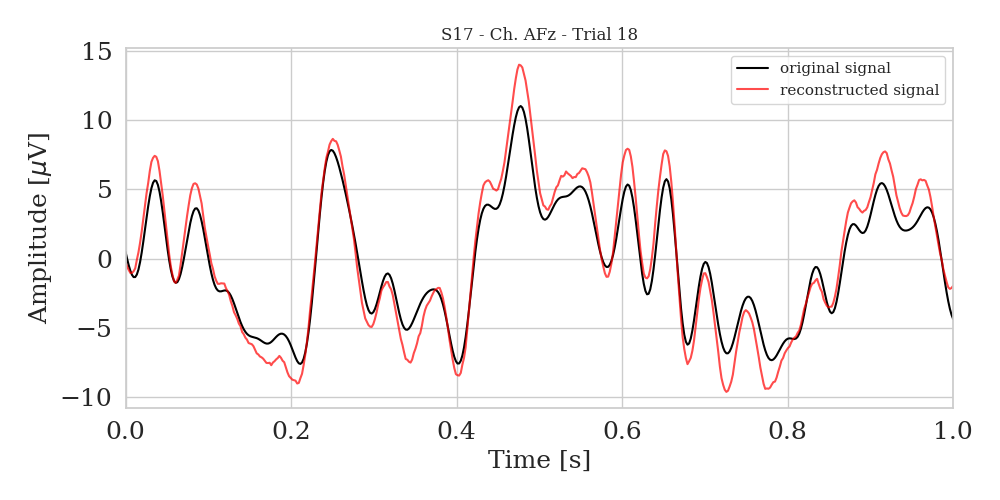 S17 - Ch. AFz - Trial 18
original signal
reconstructed signal
Amplitude [μV]
15
10
5
0
−5
−10
0.0 0.2 0.4 0.6 0.8 1.0
Time [s]